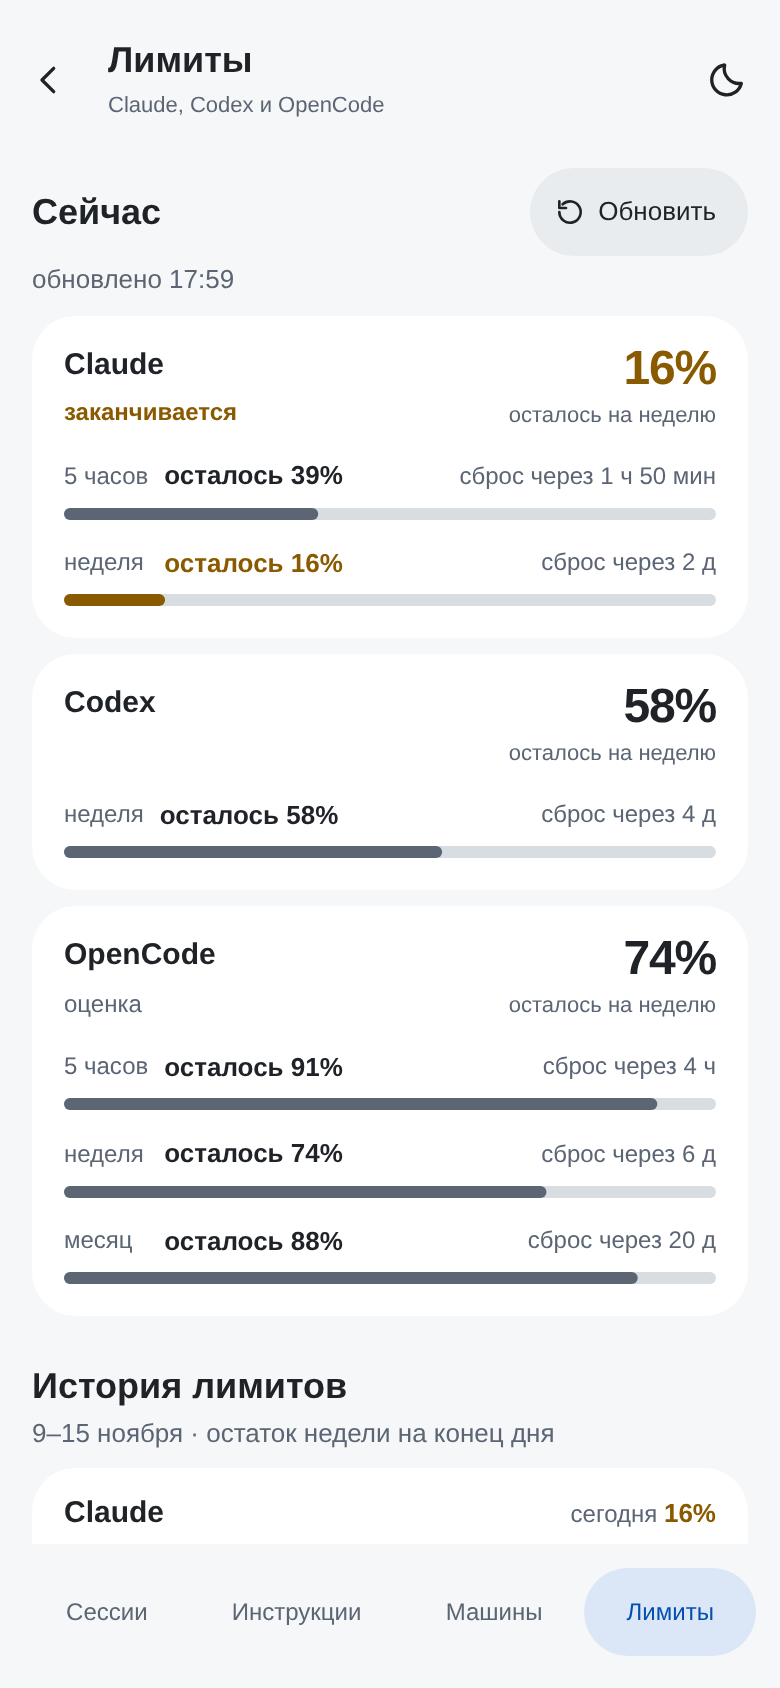 Лимиты
Claude, Codex и OpenCode
Сейчас
Обновить
обновлено 17:59
Claude
16%
заканчивается
осталось на неделю
5 часов осталось 39% сброс через 1 ч 50 мин
неделя осталось 16% сброс через 2 д
Codex
58%
осталось на неделю
неделя осталось 58% сброс через 4 д
OpenCode
74%
оценка
осталось на неделю
5 часов осталось 91% сброс через 4 ч
неделя осталось 74% сброс через 6 д
месяц осталось 88% сброс через 20 д
История лимитов
9–15 ноября · остаток недели на конец дня
Claude
сегодня 16%
Сессии Инструкции Машины Лимиты